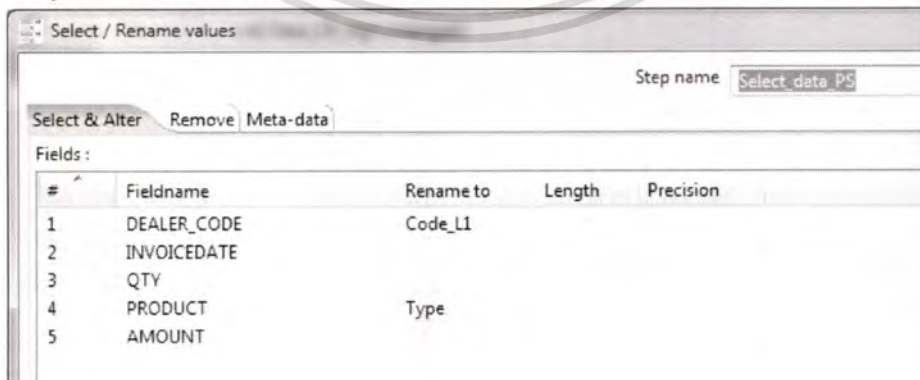 Select / Rename values
Step name Select_data_PS
Select & Alter Remove Meta-data
Fields :
# Fieldname Rename to Length Precision
1 DEALER_CODE Code_L1
2 INVOICEDATE
3 QTY
4 PRODUCT Type
5 AMOUNT